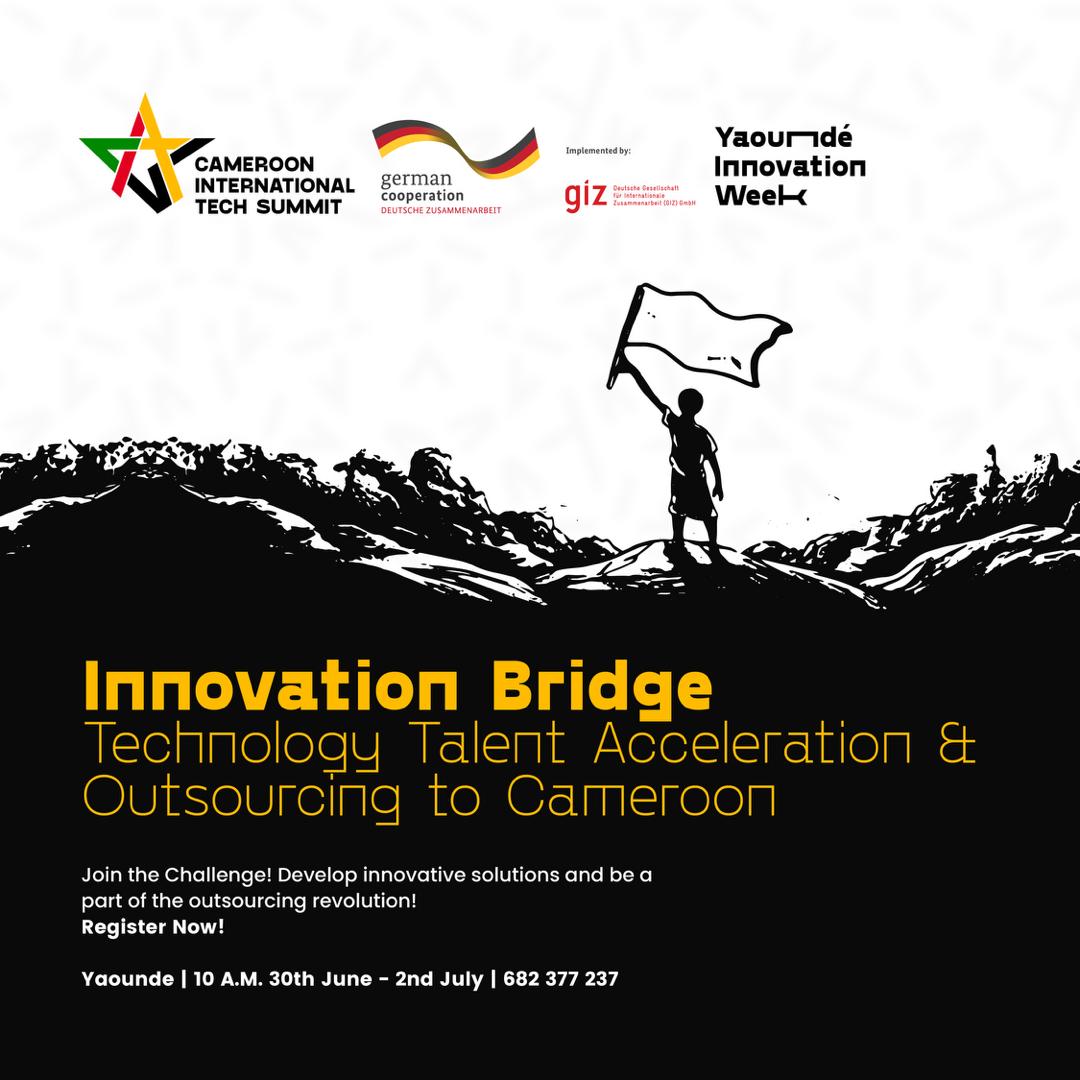 CAMEROON
INTERNATIONAL
TECH SUMMIT
german
cooperation
DEUTSCHE ZUSAMMENARBEIT
Implemented by:
giz
Deutsche Gesellschaft
für Internationale
Zusammenarbeit (GIZ) GmbH
Yaoundé
Innovation
Week
Innovation Bridge
Technology Talent Acceleration &
Outsourcing to Cameroon
Join the Challenge! Develop innovative solutions and be a
part of the outsourcing revolution!
Register Now!
Yaounde | 10 A.M. 30th June - 2nd July | 682 377 237